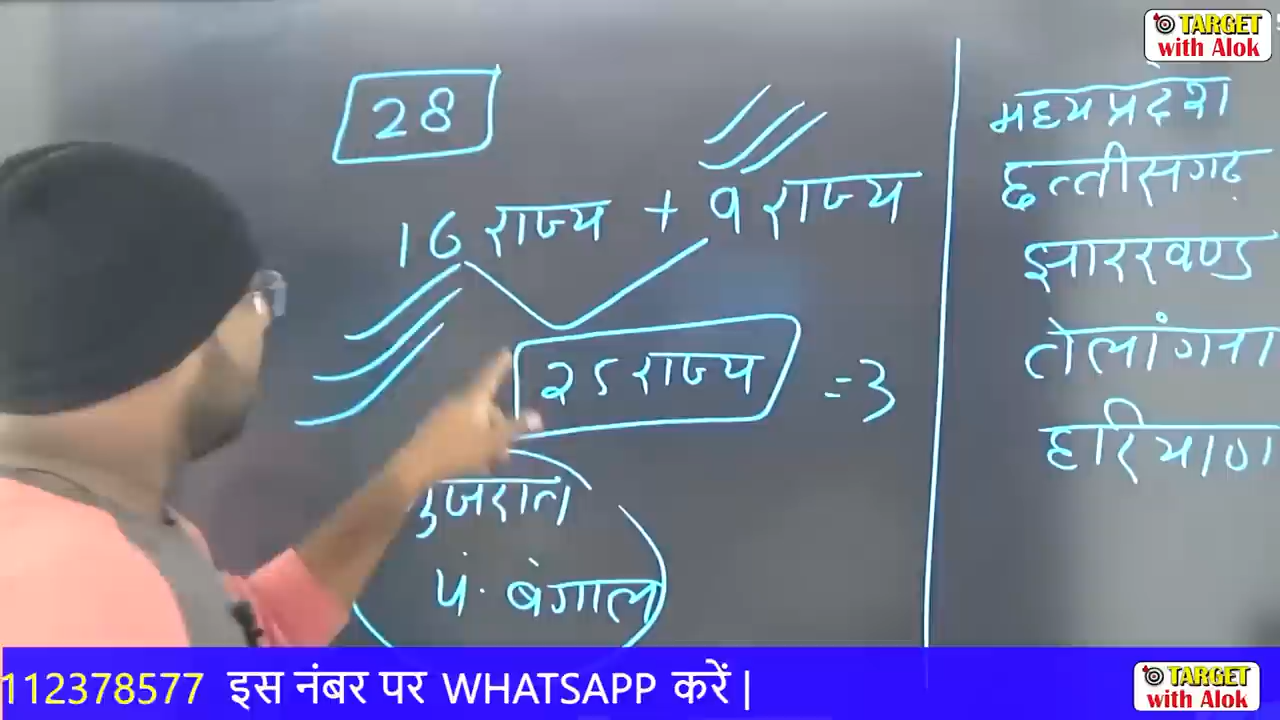 TARGET
with Alok
28
16 राज्य + 9 राज्य
25 राज्य = 3
गुजरात
पं. बंगाल
मध्यप्रदेश
छत्तीसगढ़
झारखण्ड
तेलांगना
हरियाण
112378577 इस नंबर पर WHATSAPP करें |
TARGET
with Alok